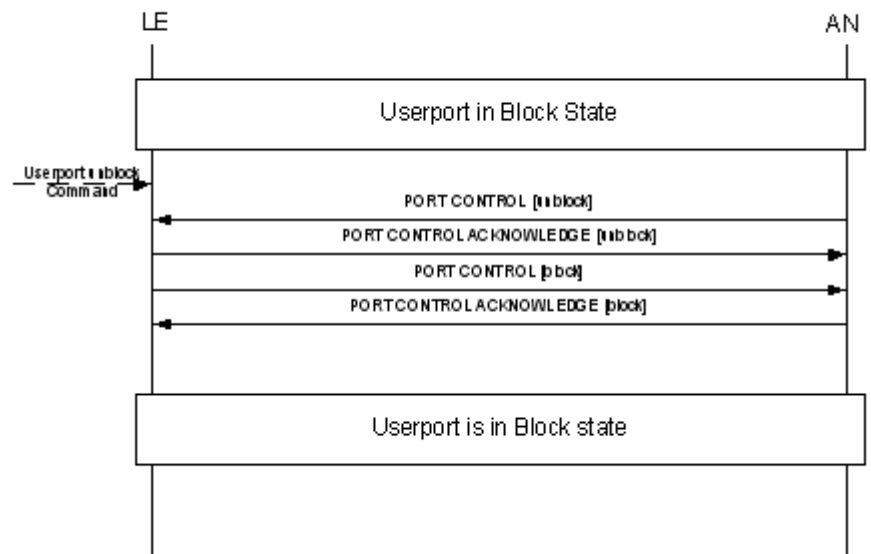 LE
AN
Userport in Block State
Userport unblock
Command
PORT CONTROL [unblock]
PORT CONTROL ACKNOWLEDGE [unblock]
PORT CONTROL [block]
PORT CONTROL ACKNOWLEDGE [block]
Userport is in Block state